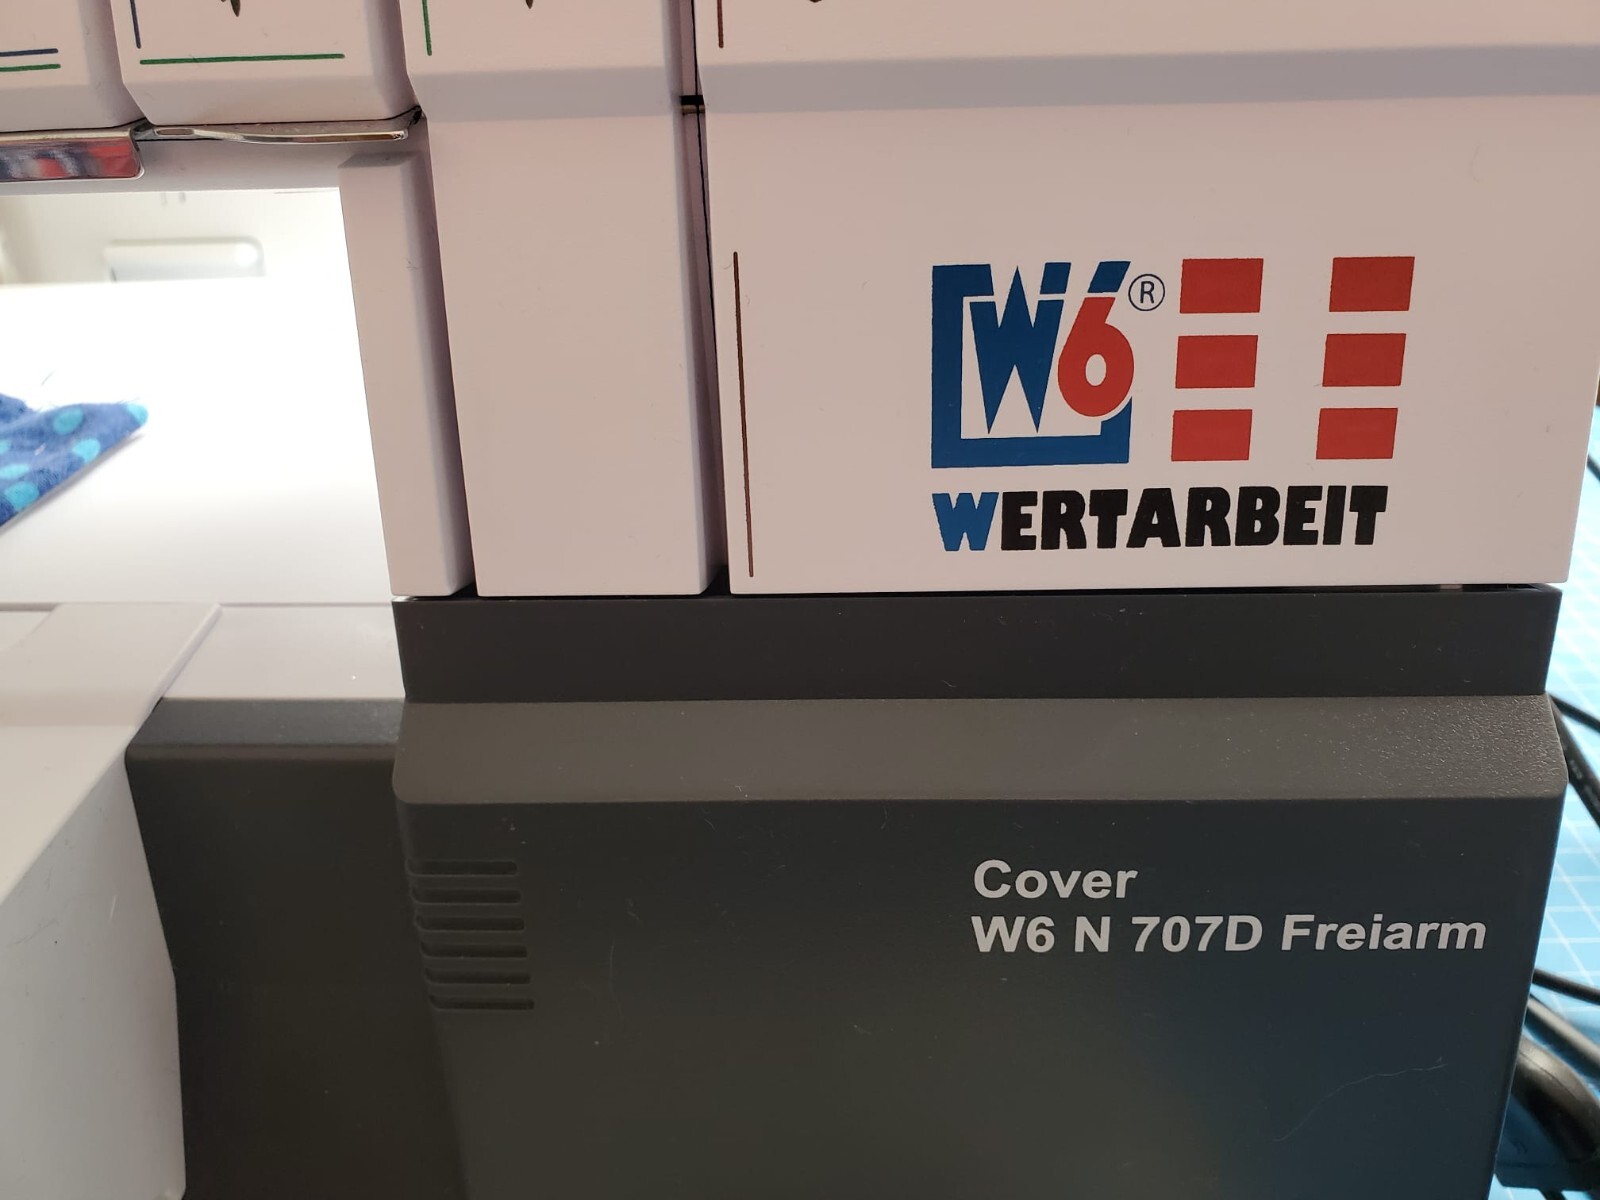 W6®
WERTARBEIT
Cover
W6 N 707D Freiarm